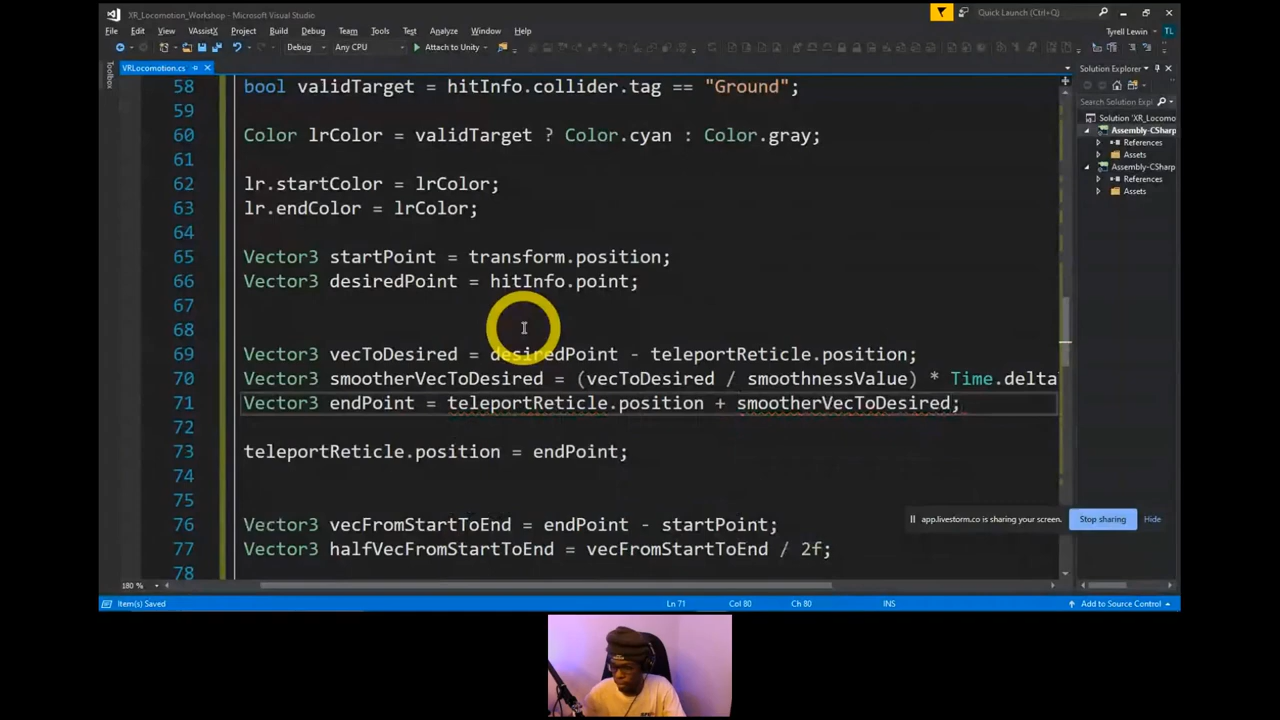 XR_Locomotion_Workshop - Microsoft Visual Studio
Quick Launch (Ctrl+Q)
File Edit View VAssistX Project Build Debug Team Tools Test Analyze Window Help
Tyrell Lewin TL
Debug Any CPU Attach to Unity
Toolbox
VRLocomotion.cs
Solution Explorer
Search Solution Expl
Solution 'XR_Locomo
Assembly-CSharp
References
Assets
Assembly-CSharp
References
Assets
58 bool validTarget = hitInfo.collider.tag == "Ground";
59
60 Color lrColor = validTarget ? Color.cyan : Color.gray;
61
62 lr.startColor = lrColor;
63 lr.endColor = lrColor;
64
65 Vector3 startPoint = transform.position;
66 Vector3 desiredPoint = hitInfo.point;
67
68
69 Vector3 vecToDesired = desiredPoint - teleportReticle.position;
70 Vector3 smootherVecToDesired = (vecToDesired / smoothnessValue) * Time.delta
71 Vector3 endPoint = teleportReticle.position + smootherVecToDesired;
72
73 teleportReticle.position = endPoint;
74
75
76 Vector3 vecFromStartToEnd = endPoint - startPoint;
77 Vector3 halfVecFromStartToEnd = vecFromStartToEnd / 2f;
78
app.livestorm.co is sharing your screen. Stop sharing Hide
180 %
Item(s) Saved Ln 71 Col 80 Ch 80 INS Add to Source Control